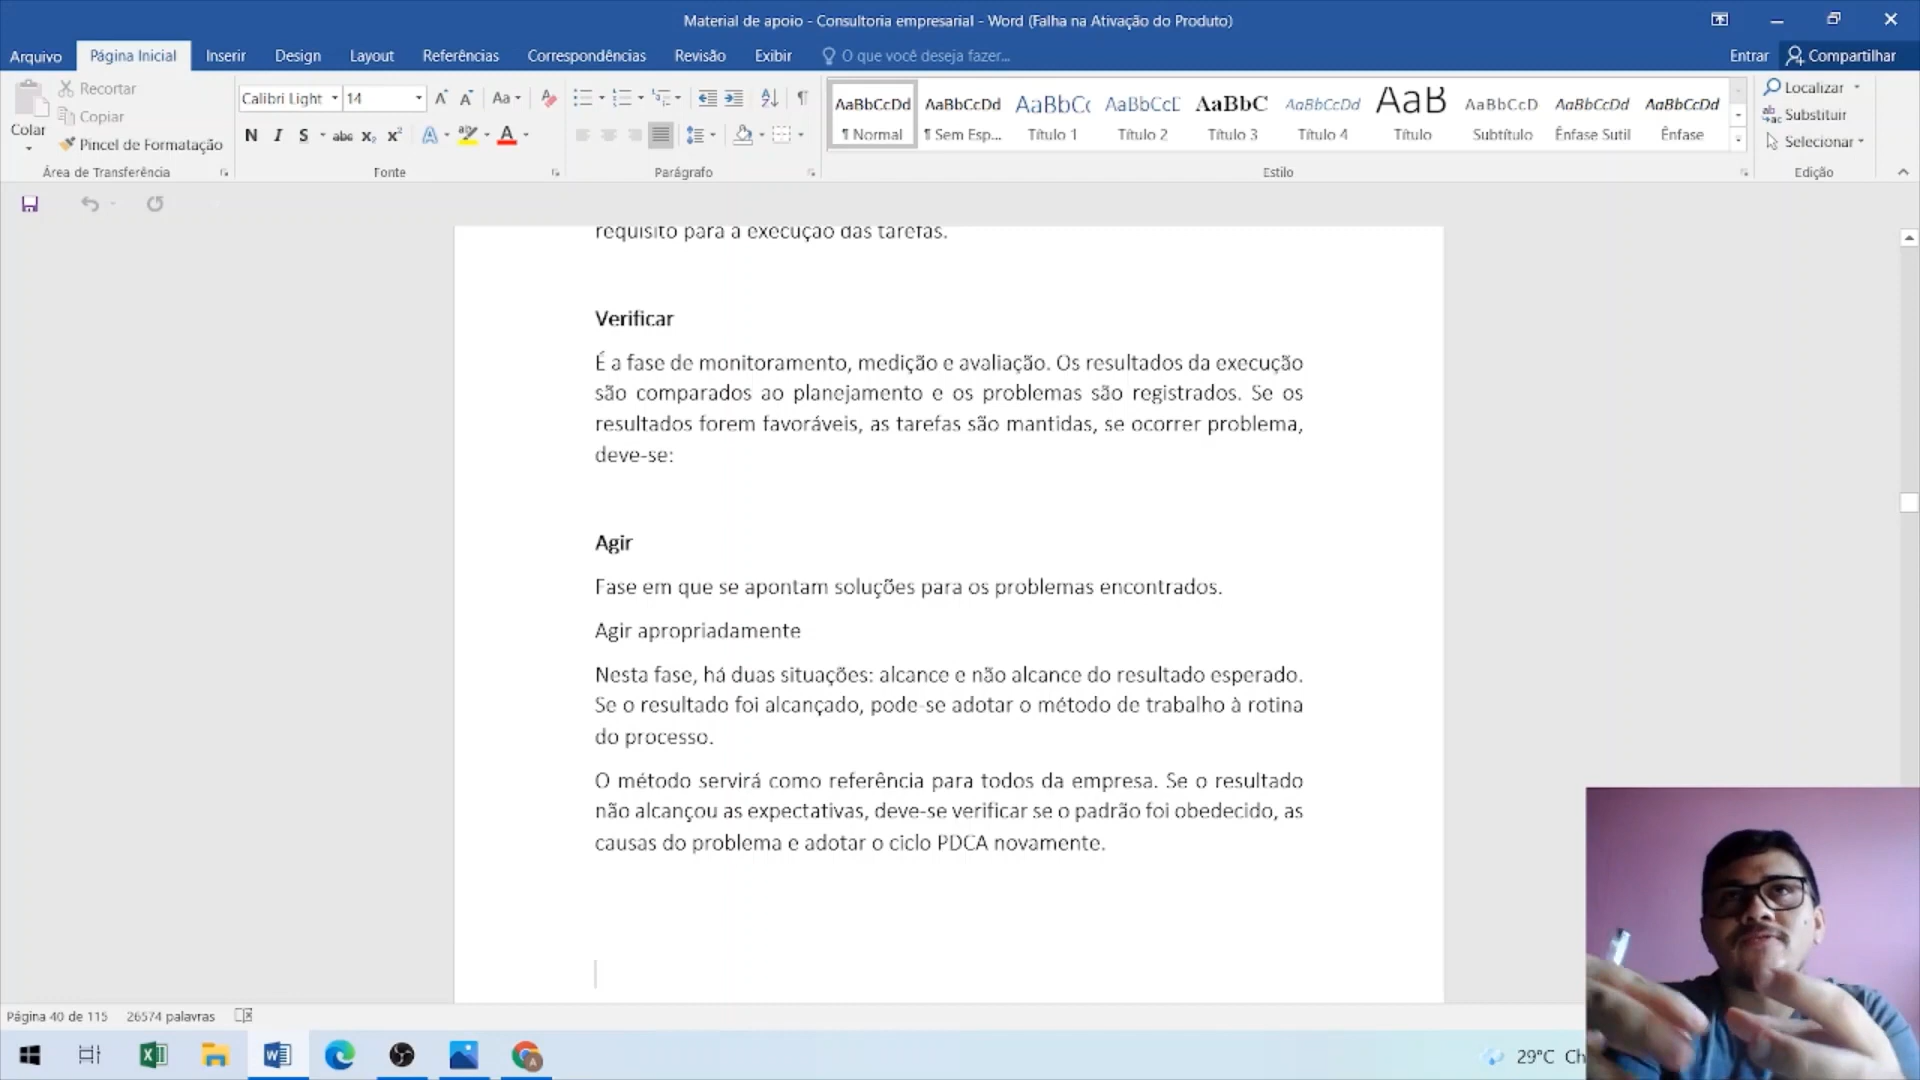 Material de apoio - Consultoria empresarial - Word (Falha na Ativação do Produto)
Arquivo Página Inicial Inserir Design Layout Referências Correspondências Revisão Exibir O que você deseja fazer... Entrar Compartilhar
Colar
Recortar
Copiar
Pincel de Formatação
Área de Transferência
Calibri Light 14
N I S abc x₂ x²
Fonte
Parágrafo
AaBbCcDd AaBbCcDd AaBbCc AaBbCcE AaBbC AaBbCcDd AaB AaBbCcD AaBbCcDd AaBbCcDd
¶ Normal ¶ Sem Esp... Título 1 Título 2 Título 3 Título 4 Título Subtítulo Ênfase Sutil Ênfase
Estilo
Localizar
Substituir
Selecionar
Edição
requisito para a execução das tarefas.
Verificar
É a fase de monitoramento, medição e avaliação. Os resultados da execução
são comparados ao planejamento e os problemas são registrados. Se os
resultados forem favoráveis, as tarefas são mantidas, se ocorrer problema,
deve-se:
Agir
Fase em que se apontam soluções para os problemas encontrados.
Agir apropriadamente
Nesta fase, há duas situações: alcance e não alcance do resultado esperado.
Se o resultado foi alcançado, pode-se adotar o método de trabalho à rotina
do processo.
O método servirá como referência para todos da empresa. Se o resultado
não alcançou as expectativas, deve-se verificar se o padrão foi obedecido, as
causas do problema e adotar o ciclo PDCA novamente.
Página 40 de 115 26574 palavras
29°C Ch